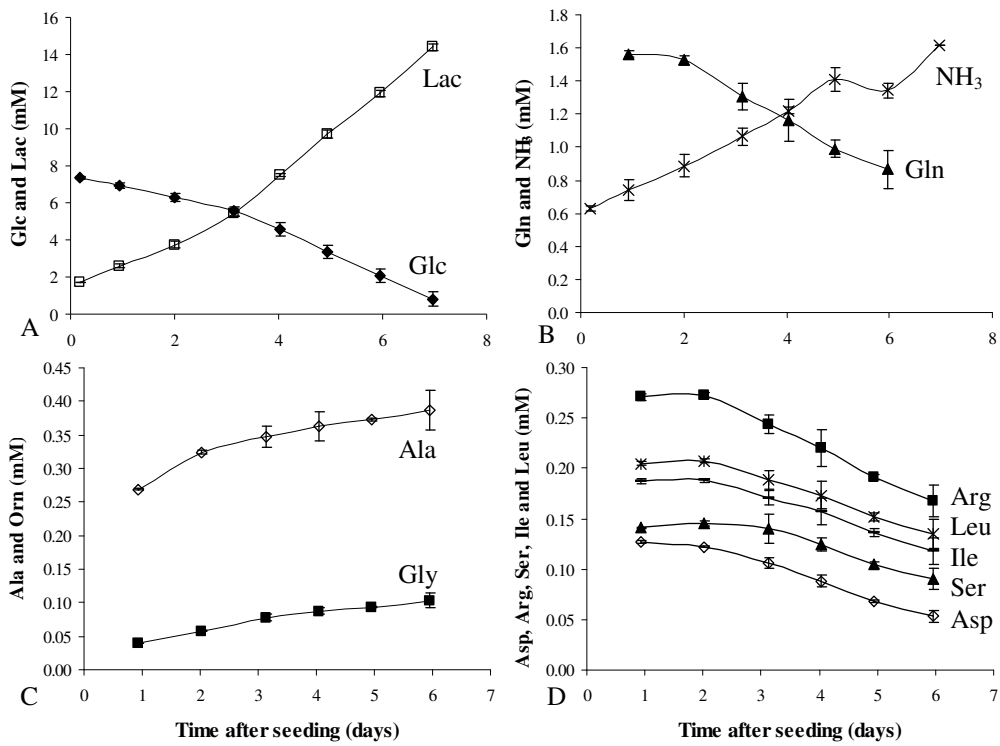 16
14
12
10
8
6
4
2
0
Glc and Lac (mM)
Lac
Glc
A
0 2 4 6 8
1.8
1.6
1.4
1.2
1.0
0.8
0.6
0.4
0.2
0.0
Gln and NH3 (mM)
NH3
Gln
B
0 2 4 6 8
0.45
0.40
0.35
0.30
0.25
0.20
0.15
0.10
0.05
0.00
Ala and Orn (mM)
Ala
Gly
C
0 1 2 3 4 5 6 7
Time after seeding (days)
0.30
0.25
0.20
0.15
0.10
0.05
0.00
Asp, Arg, Ser, Ile and Leu (mM)
Arg
Leu
Ile
Ser
Asp
D
0 1 2 3 4 5 6 7
Time after seeding (days)